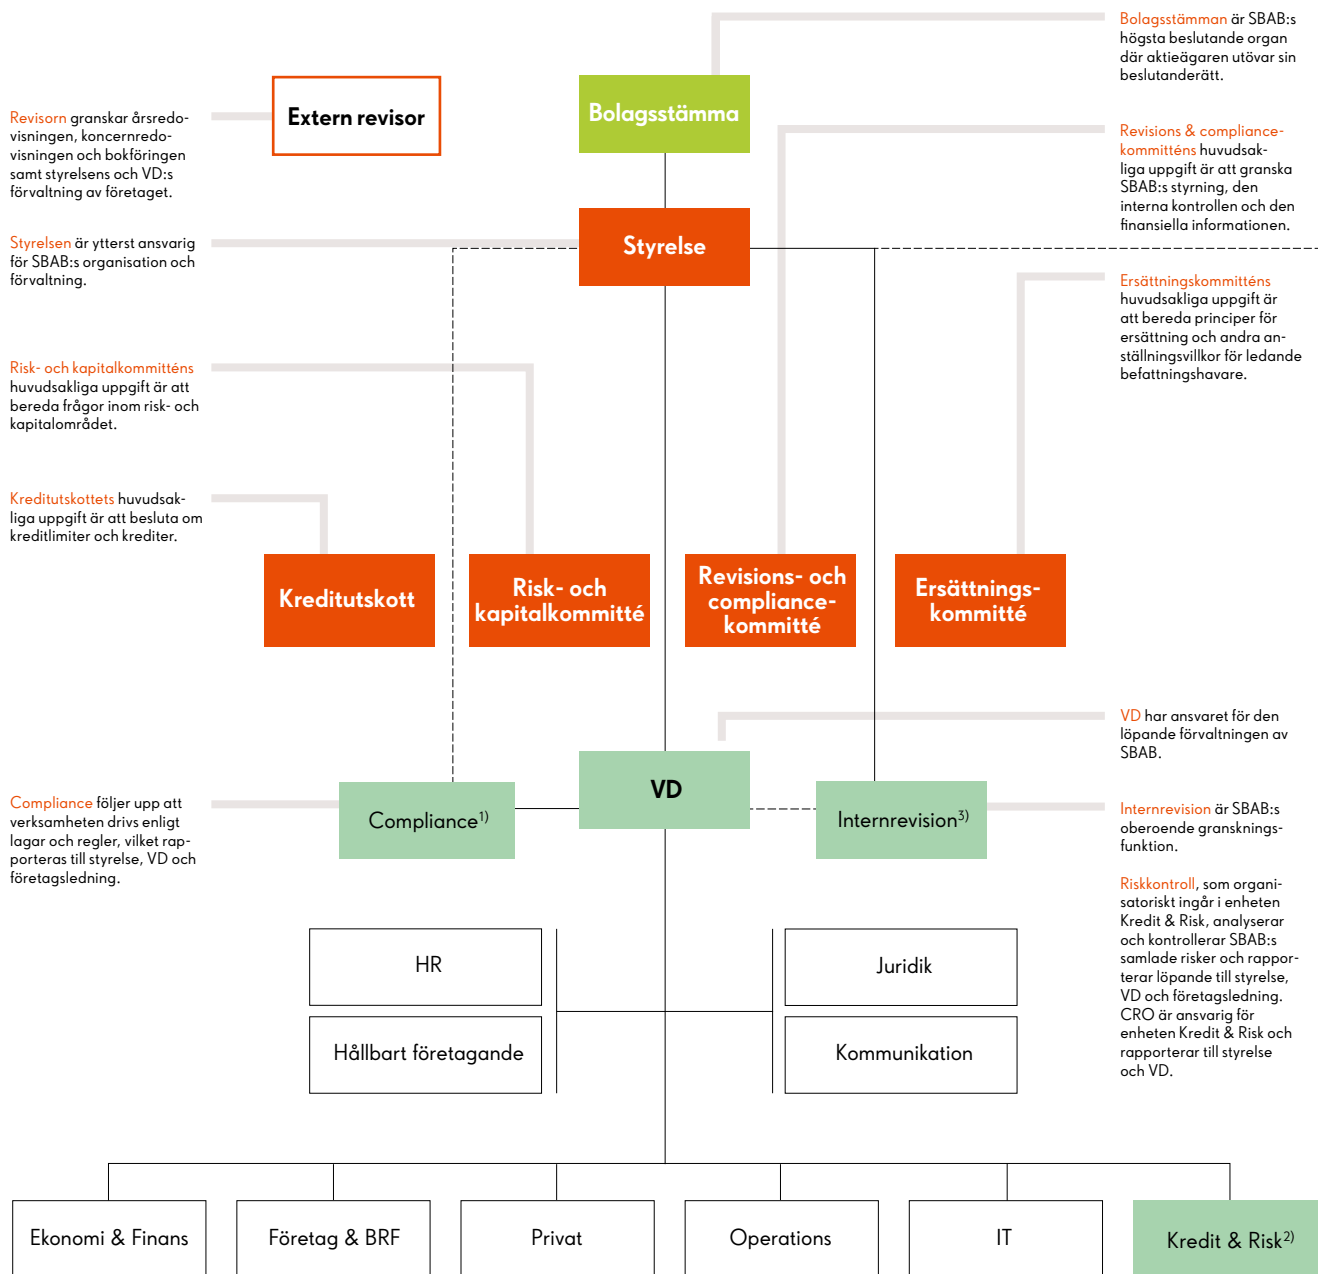 Bolagsstämman är SBAB:s
högsta beslutande organ
där aktieägaren utövar sin
beslutanderätt.
Extern revisor
Bolagsstämma
Revisorn granskar årsredo-
visningen, koncernredo-
visningen och bokföringen
samt styrelsens och VD:s
förvaltning av företaget.
Revisions & compliance-
kommitténs huvudsak-
liga uppgift är att granska
SBAB:s styrning, den
interna kontrollen och den
finansiella informationen.
Styrelsen är ytterst ansvarig
för SBAB:s organisation och
förvaltning.
Styrelse
Ersättningskommitténs
huvudsakliga uppgift är
att bereda principer för
ersättning och andra an-
ställningsvillkor för ledande
befattningshavare.
Risk- och kapitalkommitténs
huvudsakliga uppgift är att
bereda frågor inom risk- och
kapitalområdet.
Kreditutskottets huvudsak-
liga uppgift är att besluta om
kreditlimiter och krediter.
Kreditutskott
Risk- och
kapitalkommitté
Revisions- och
compliance-
kommitté
Ersättnings-
kommitté
VD har ansvaret för den
löpande förvaltningen av
SBAB.
VD
Compliance följer upp att
verksamheten drivs enligt
lagar och regler, vilket rap-
porteras till styrelse, VD och
företagsledning.
Compliance1)
Internrevision3)
Internrevision är SBAB:s
oberoende gransknings-
funktion.
Riskkontroll, som organi-
satoriskt ingår i enheten
Kredit & Risk, analyserar
och kontrollerar SBAB:s
samlade risker och rappor-
terar löpande till styrelse,
VD och företagsledning.
CRO är ansvarig för
enheten Kredit & Risk och
rapporterar till styrelse
och VD.
HR
Juridik
Hållbart företagande
Kommunikation
Ekonomi & Finans
Företag & BRF
Privat
Operations
IT
Kredit & Risk2)